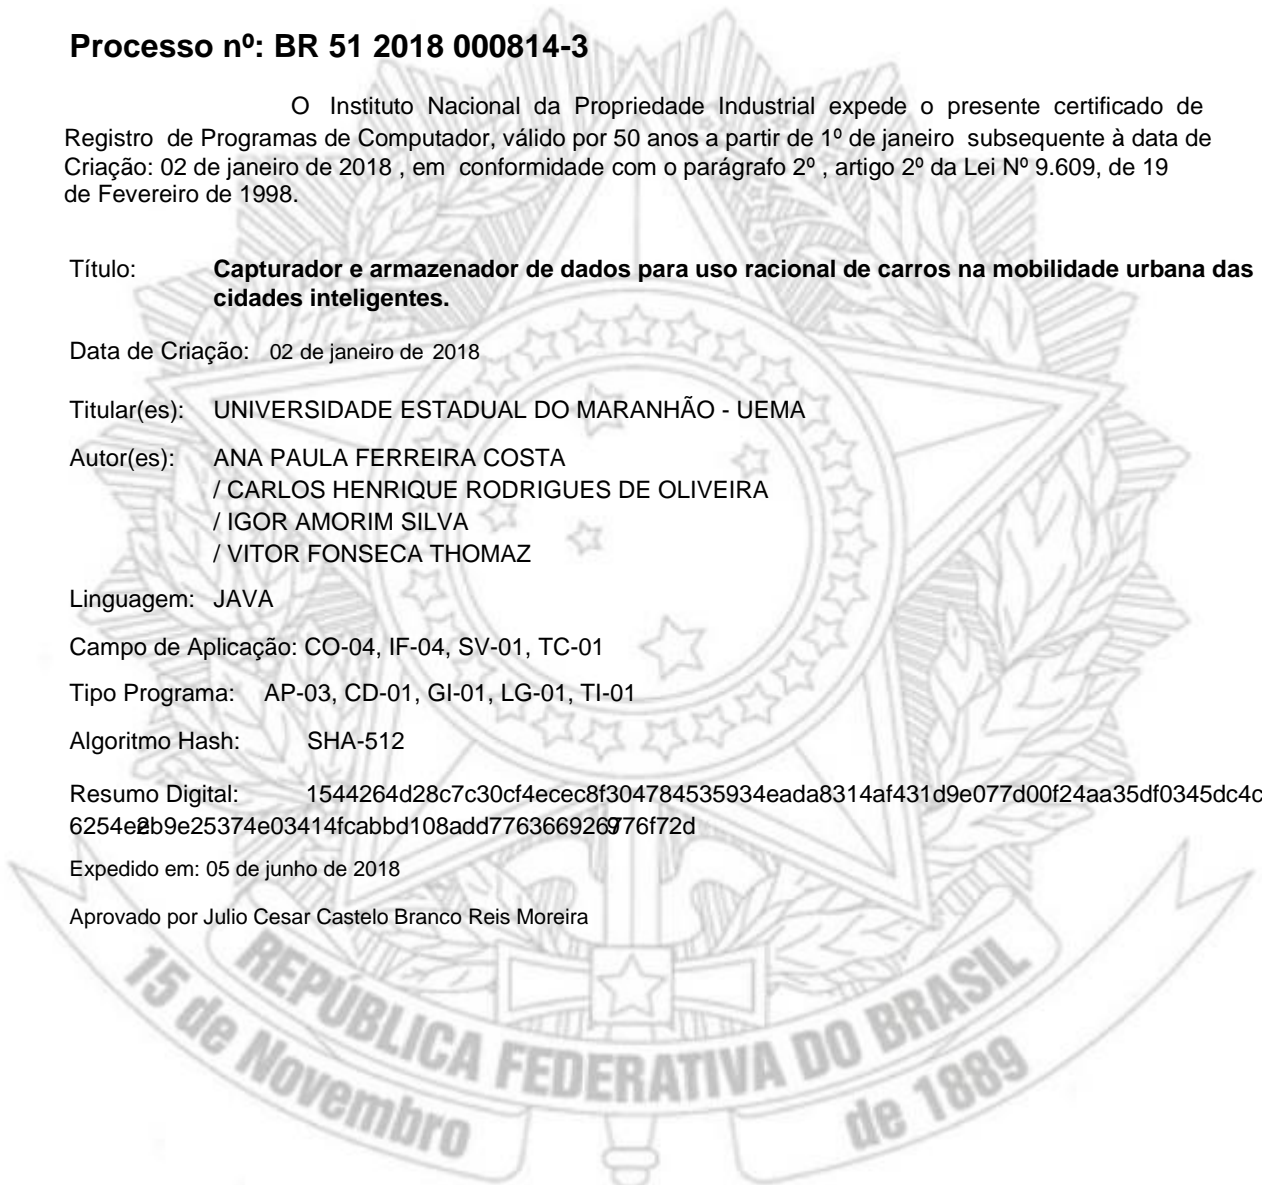 Processo nº: BR 51 2018 000814-3
O Instituto Nacional da Propriedade Industrial expede o presente certificado de
Registro de Programas de Computador, válido por 50 anos a partir de 1º de janeiro subsequente à data de
Criação: 02 de janeiro de 2018 , em conformidade com o parágrafo 2º , artigo 2º da Lei Nº 9.609, de 19
de Fevereiro de 1998.
Título: Capturador e armazenador de dados para uso racional de carros na mobilidade urbana das
cidades inteligentes.
Data de Criação: 02 de janeiro de 2018
Titular(es): UNIVERSIDADE ESTADUAL DO MARANHÃO - UEMA
Autor(es): ANA PAULA FERREIRA COSTA
/ CARLOS HENRIQUE RODRIGUES DE OLIVEIRA
/ IGOR AMORIM SILVA
/ VITOR FONSECA THOMAZ
Linguagem: JAVA
Campo de Aplicação: CO-04, IF-04, SV-01, TC-01
Tipo Programa: AP-03, CD-01, GI-01, LG-01, TI-01
Algoritmo Hash: SHA-512
Resumo Digital: 1544264d28c7c30cf4ecec8f304784535934eada8314af431d9e077d00f24aa35df0345dc4c
Expedido em: 05 de junho de 2018
Aprovado por Julio Cesar Castelo Branco Reis Moreira
REPÚBLICA FEDERATIVA DO BRASIL
15 de Novembro de 1889